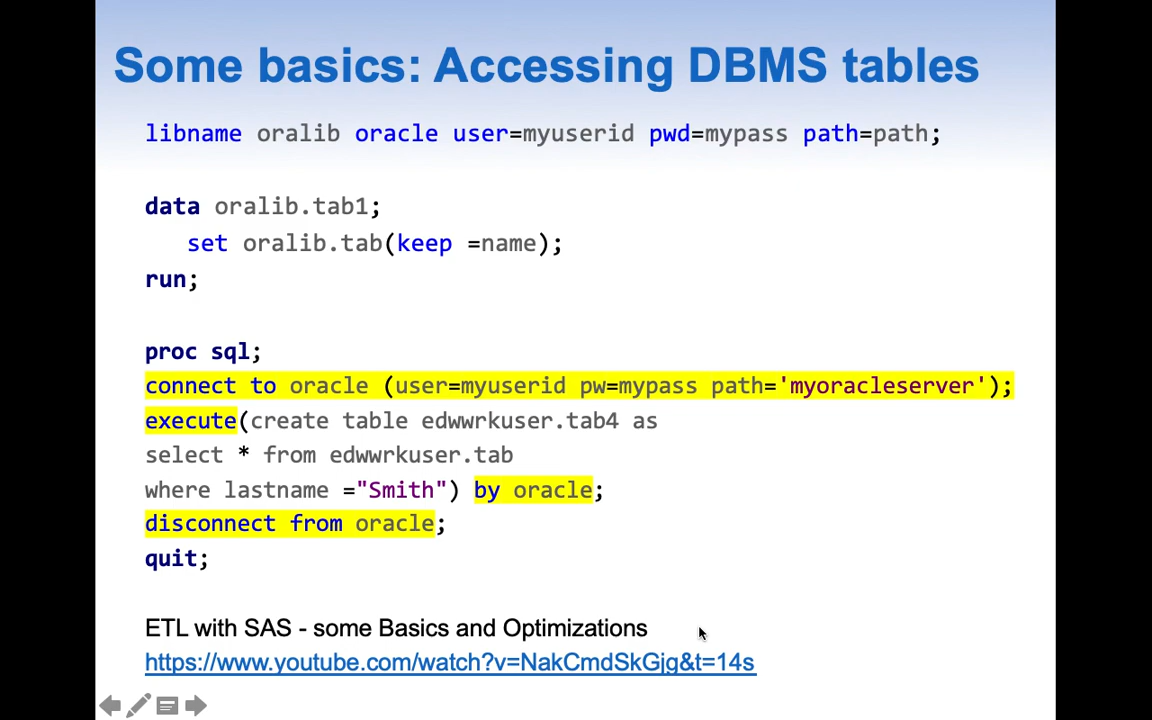 Some basics: Accessing DBMS tables
libname oralib oracle user=myuserid pwd=mypass path=path;
data oralib.tab1;
set oralib.tab(keep =name);
run;
proc sql;
connect to oracle (user=myuserid pw=mypass path='myoracleserver');
execute(create table edwwrkuser.tab4 as
select * from edwwrkuser.tab
where lastname ="Smith") by oracle;
disconnect from oracle;
quit;
ETL with SAS - some Basics and Optimizations
https://www.youtube.com/watch?v=NakCmdSkGjg&t=14s